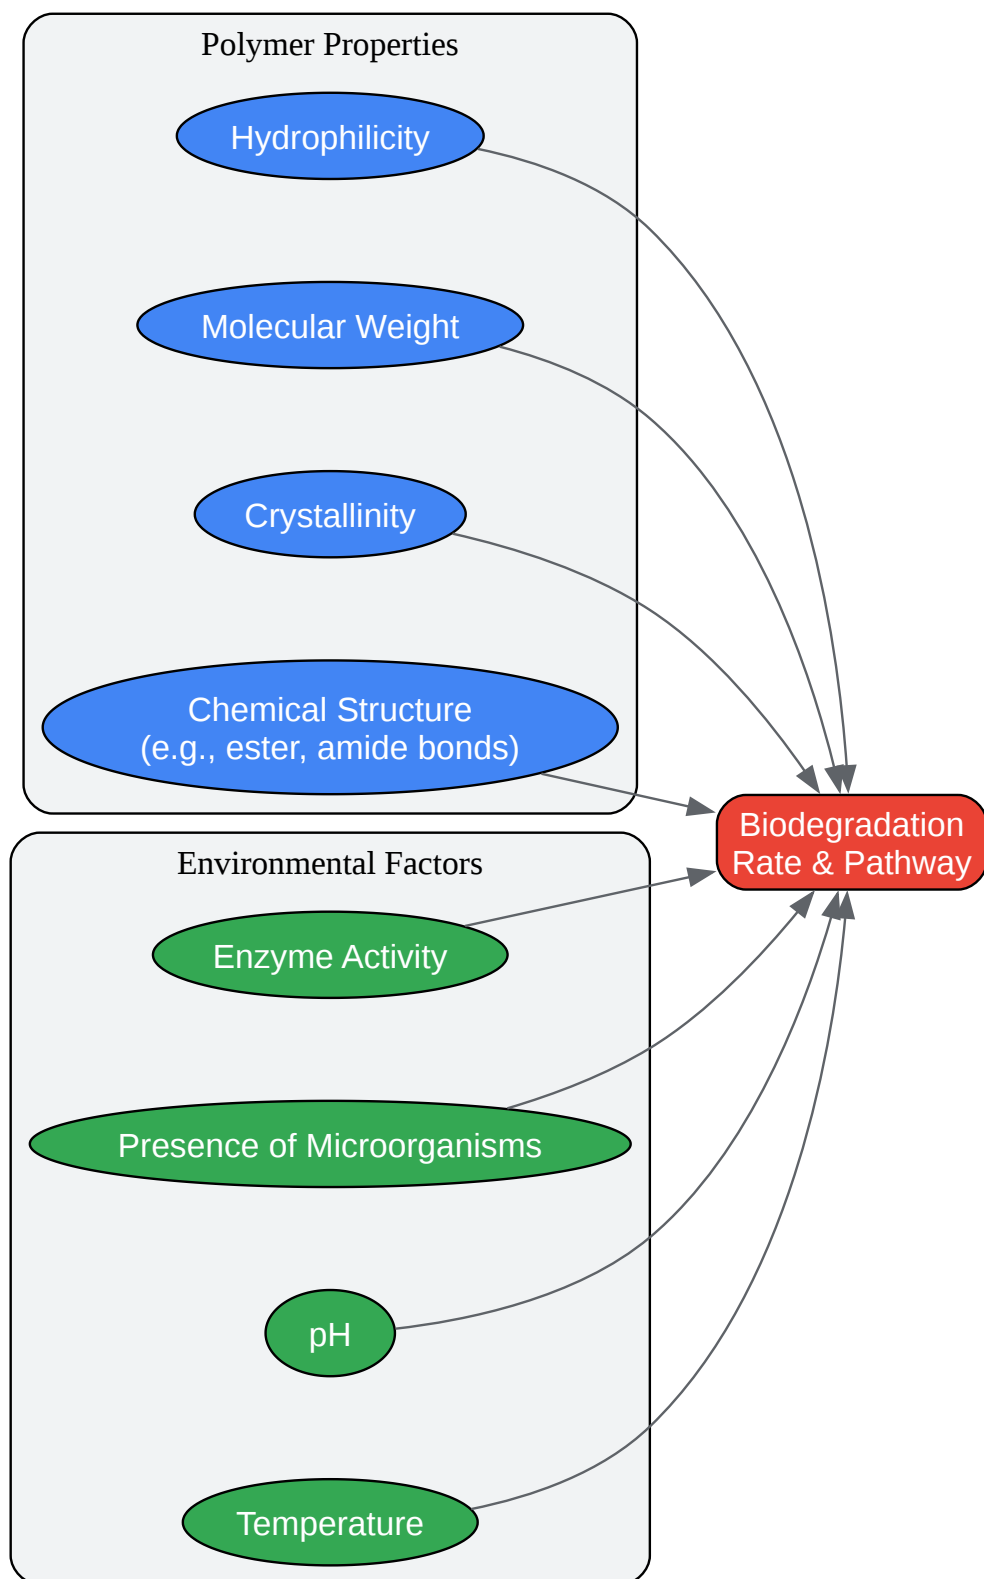 Polymer Properties
Hydrophilicity
Molecular Weight
Crystallinity
Chemical Structure
(e.g., ester, amide bonds)
Biodegradation
Rate & Pathway
Environmental Factors
Enzyme Activity
Presence of Microorganisms
pH
Temperature